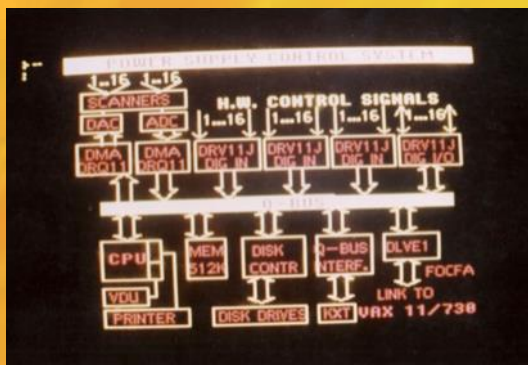 POWER SUPPLY CONTROL SYSTEM
1...16 1...16
SCANNERS
H.W. CONTROL SIGNALS
DAC ADC
1...16 1...16 1...16 1...16
DMA DRQ11 DMA DRQ11 DRV11J DIG IN DRV11J DIG IN DRV11J DIG IN DRV11J DIG I/O
Q-BUS
CPU MEM 512K DISK CONTR Q-BUS INTERF. DLVE1
FOCFA
VDU
LINK TO
PRINTER DISK DRIVES KXT VAX 11/730